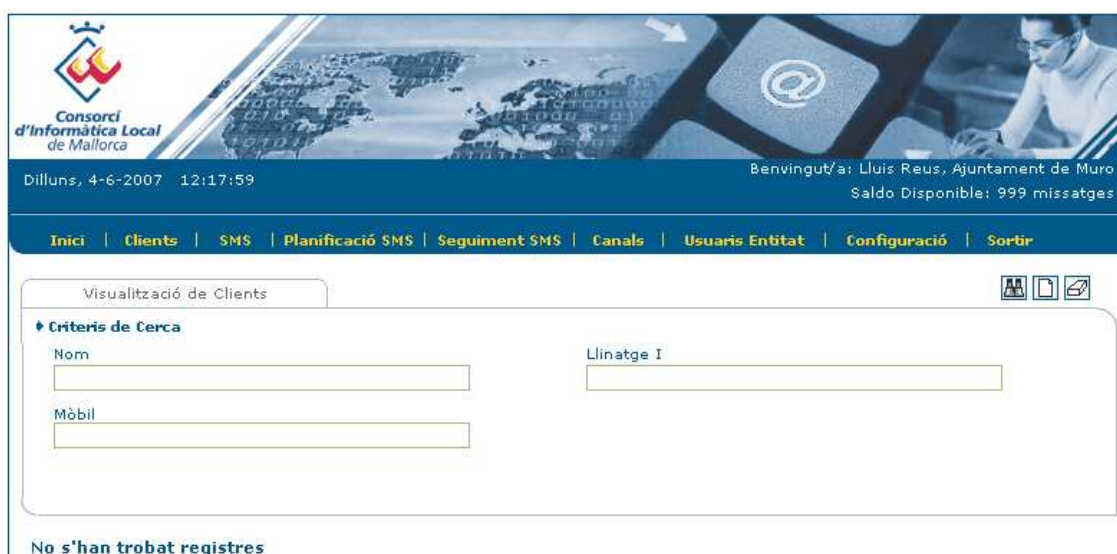 Consorci
d'Informàtica Local
de Mallorca
Dilluns, 4-6-2007 12:17:59
Benvingut/a: Lluis Reus, Ajuntament de Muro
Saldo Disponible: 999 missatges
Inici | Clients | SMS | Planificació SMS | Seguiment SMS | Canals | Usuaris Entitat | Configuració | Sortir
Visualització de Clients
Criteris de Cerca
Nom
Llinatge I
Mòbil
No s'han trobat registres